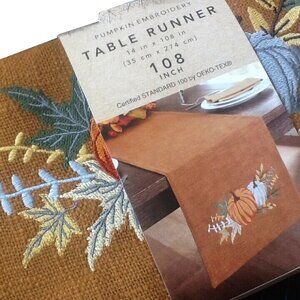 PUMPKIN EMBROIDERY
TABLE RUNNER
14 in x 108 in
(35 cm x 274 cm)
108
INCH
Certified STANDARD 100 by OEKO-TEX®